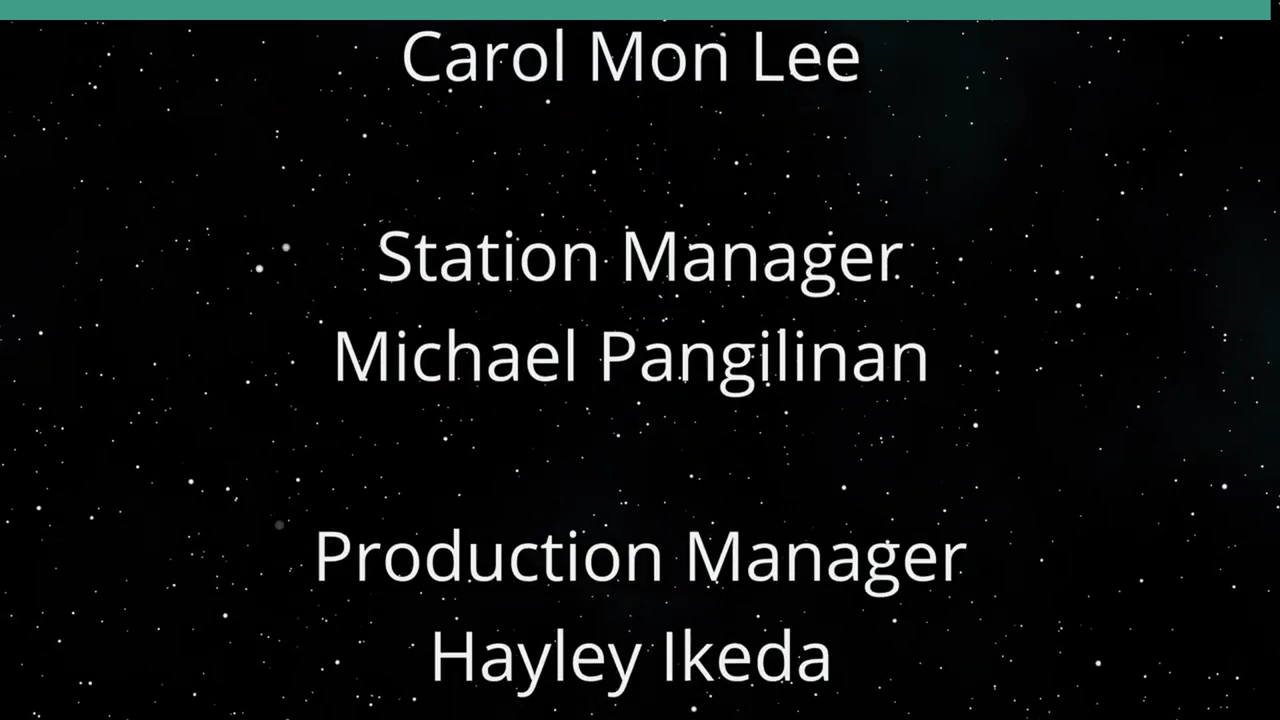 Carol Mon Lee
Station Manager
Michael Pangilinan
Production Manager
Hayley Ikeda